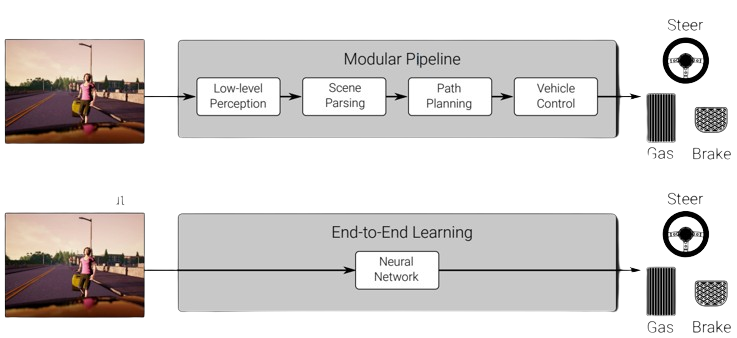 Steer
Modular Pipeline
Low-level
Perception
Scene
Parsing
Path
Planning
Vehicle
Control
Gas
Brake
Steer
End-to-End Learning
Neural
Network
Gas
Brake